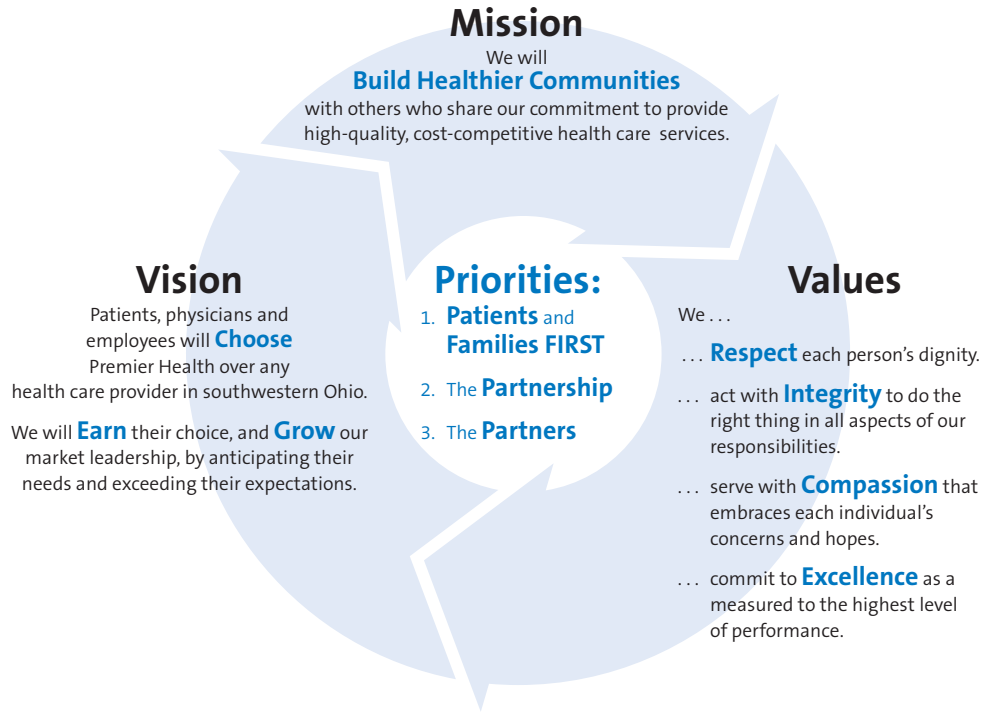 Mission
We will
Build Healthier Communities
with others who share our commitment to provide
high-quality, cost-competitive health care services.
Vision
Patients, physicians and
employees will Choose
Premier Health over any
health care provider in southwestern Ohio.
We will Earn their choice, and Grow our
market leadership, by anticipating their
needs and exceeding their expectations.
Priorities:
1. Patients and
Families FIRST
2. The Partnership
3. The Partners
Values
We . . .
. . . Respect each person’s dignity.
. . . act with Integrity to do the
right thing in all aspects of our
responsibilities.
. . . serve with Compassion that
embraces each individual’s
concerns and hopes.
. . . commit to Excellence as a
measured to the highest level
of performance.